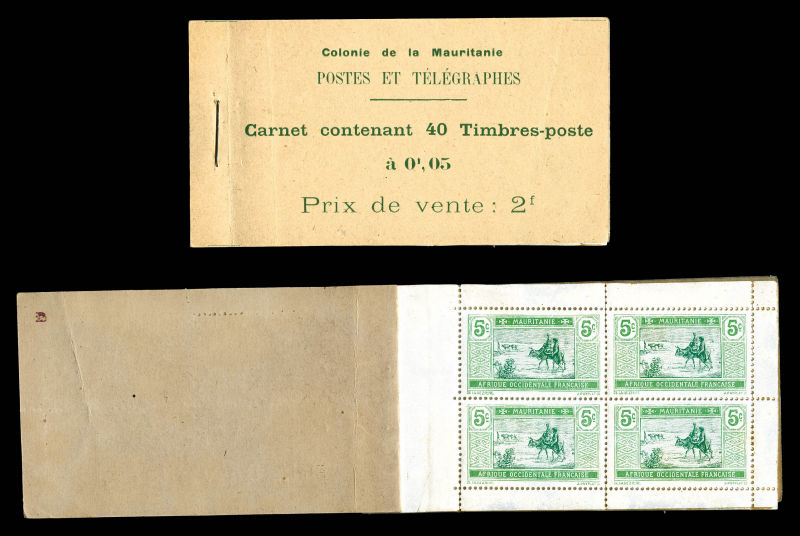 Colonie de la Mauritanie
POSTES ET TÉLÉGRAPHES
Carnet contenant 40 Timbres-poste
à 0f,05
Prix de vente : 2f
5c MAURITANIE 5c
AFRIQUE OCCIDENTALE FRANÇAISE
5c MAURITANIE 5c
AFRIQUE OCCIDENTALE FRANÇAISE
5c MAURITANIE 5c
AFRIQUE OCCIDENTALE FRANÇAISE
5c MAURITANIE 5c
AFRIQUE OCCIDENTALE FRANÇAISE